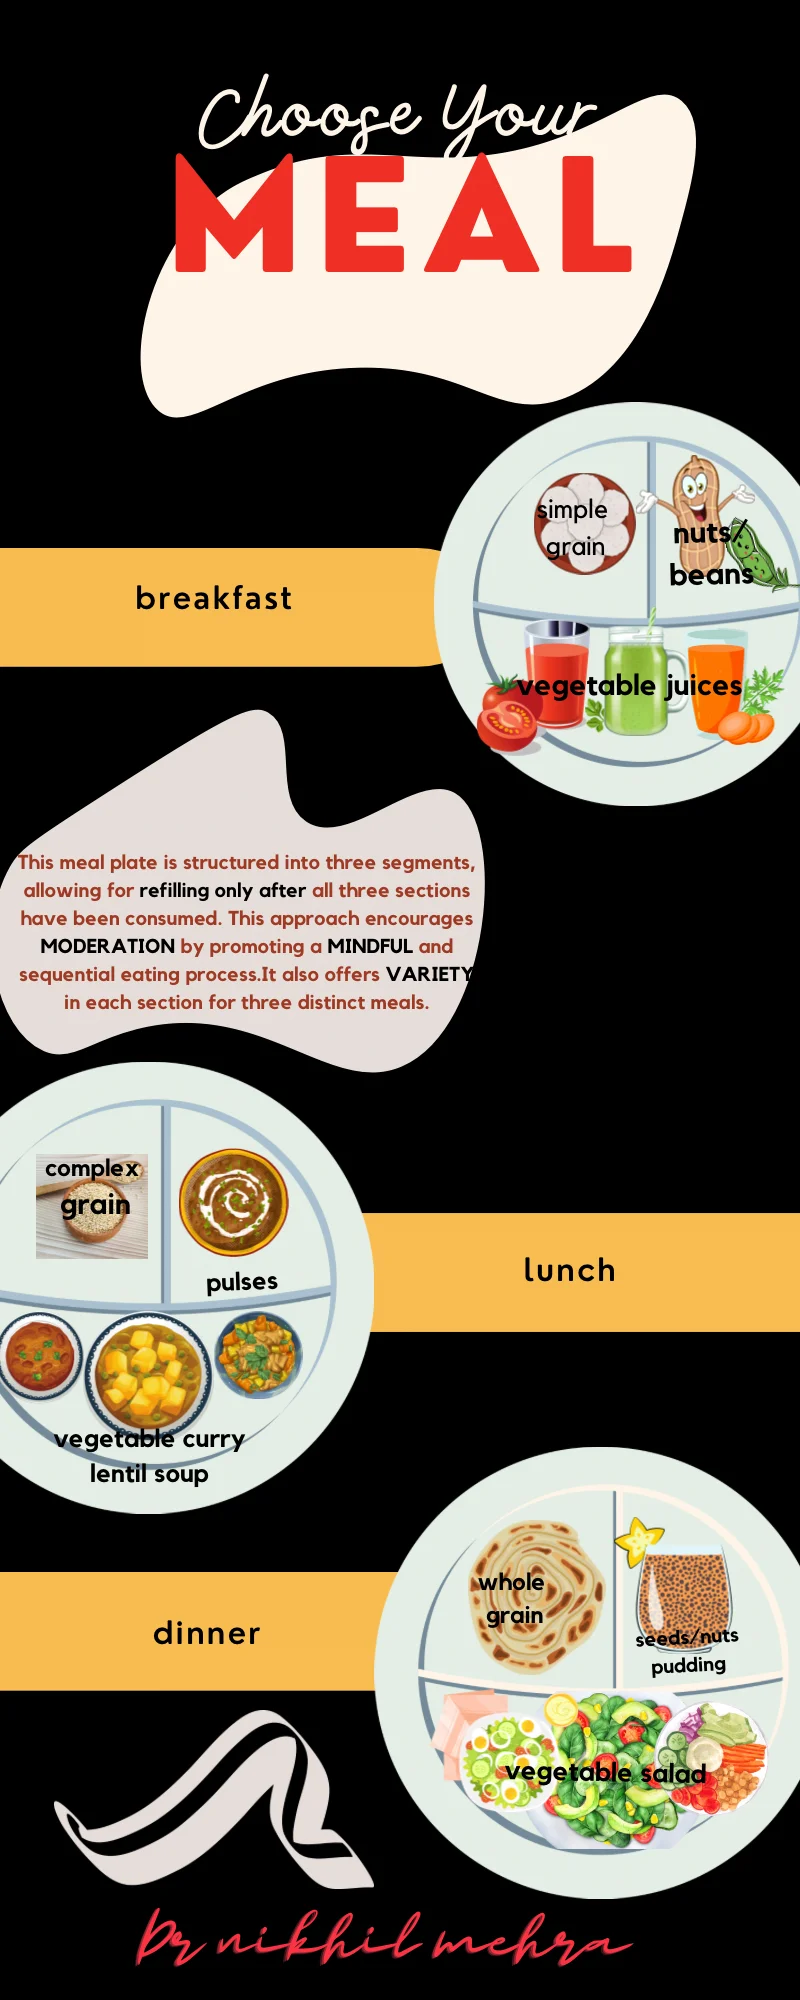 Choose Your
MEAL
simple
grain
nuts/
beans
breakfast
vegetable juices
This meal plate is structured into three segments,
allowing for refilling only after all three sections
have been consumed. This approach encourages
MODERATION by promoting a MINDFUL and
sequential eating process.It also offers VARIETY
in each section for three distinct meals.
complex
grain
pulses
lunch
vegetable curry
lentil soup
whole
grain
seeds/nuts
pudding
dinner
vegetable salad
Dr nikhil mehra